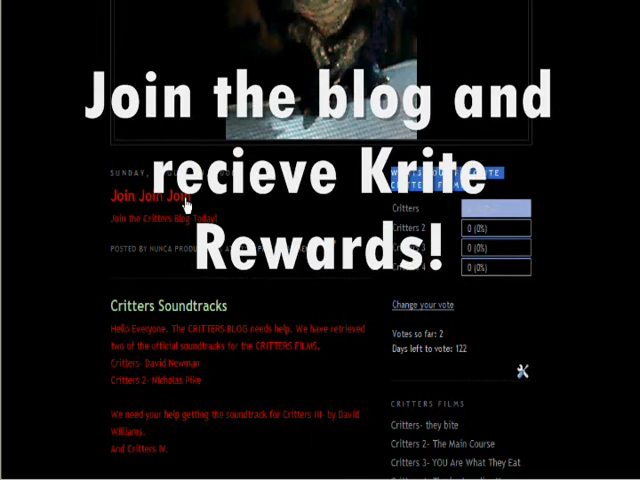 Join the blog and
recieve Krite
Rewards!
SUNDAY,
Join Join Join
Join the Critters Blog Today!
POSTED BY HUNCA
Critters Soundtracks
Hello Everyone. The CRITTERS BLOG needs help. We have retrieved
two of the official soundtracks for the CRITTERS FILMS.
Critters- David Newman
Critters 2- Nicholas Pike
We need your help getting the soundtrack for Critters III- by David
Williams.
And Critters IV.
Critters
Critters 2 0 (0%)
0 (0%)
0 (0%)
Change your vote
Votes so far: 2
Days left to vote: 122
CRITTERS FILMS
Critters- they bite
Critters 2- The Main Course
Critters 3- YOU Are What They Eat